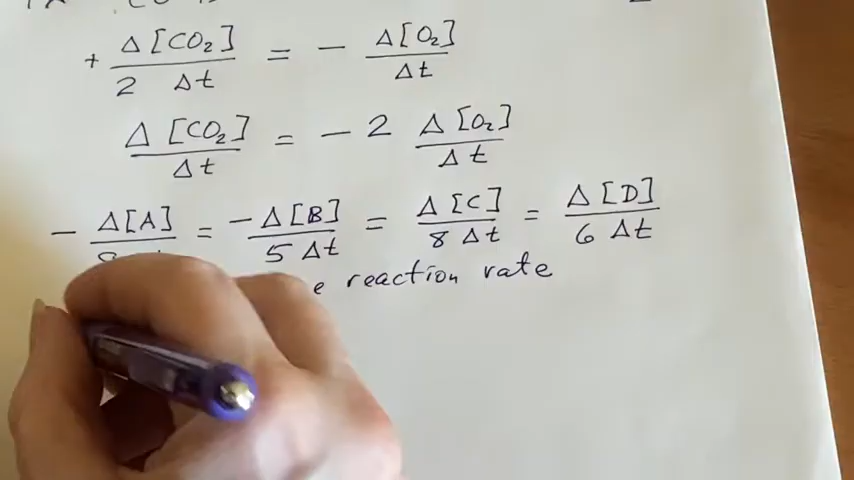 + Δ[CO₂] / 2 Δt = - Δ[O₂] / Δt
Δ[CO₂] / Δt = - 2 Δ[O₂] / Δt
- Δ[A] / = - Δ[B] / 5 Δt = Δ[C] / 8 Δt = Δ[D] / 6 Δt
reaction rate